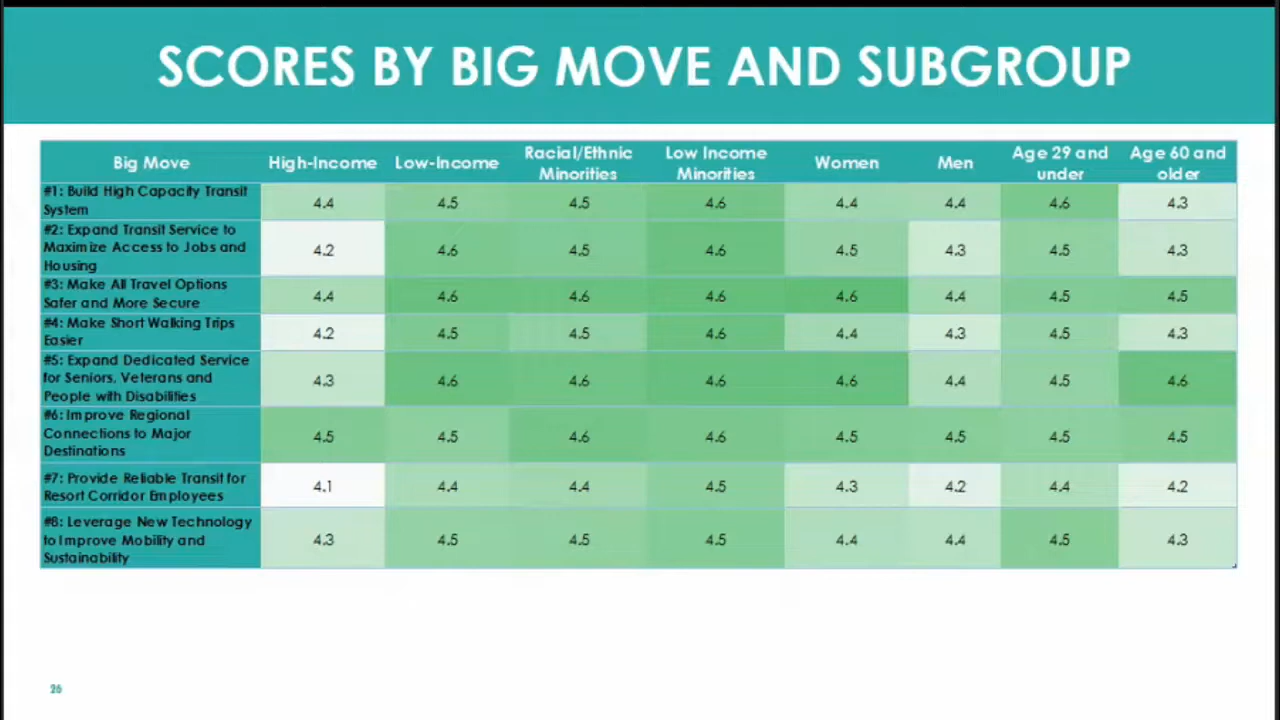 SCORES BY BIG MOVE AND SUBGROUP
Big Move High-Income Low-Income Racial/Ethnic Minorities Low Income Minorities Women Men Age 29 and under Age 60 and older
#1: Build High Capacity Transit
System
4.4 4.5 4.5 4.6 4.4 4.4 4.6 4.3
#2: Expand Transit Service to
Maximize Access to Jobs and
Housing
4.2 4.6 4.5 4.6 4.5 4.3 4.5 4.3
#3: Make All Travel Options
Safer and More Secure
4.4 4.6 4.6 4.6 4.6 4.4 4.5 4.5
#4: Make Short Walking Trips
Easier
4.2 4.5 4.5 4.6 4.4 4.3 4.5 4.3
#5: Expand Dedicated Service
for Seniors, Veterans and
People with Disabilities
4.3 4.6 4.6 4.6 4.6 4.4 4.5 4.6
#6: Improve Regional
Connections to Major
Destinations
4.5 4.5 4.6 4.6 4.5 4.5 4.5 4.5
#7: Provide Reliable Transit for
Resort Corridor Employees
4.1 4.4 4.4 4.5 4.3 4.2 4.4 4.2
#8: Leverage New Technology
to Improve Mobility and
Sustainability
4.3 4.5 4.5 4.5 4.4 4.4 4.5 4.3
26